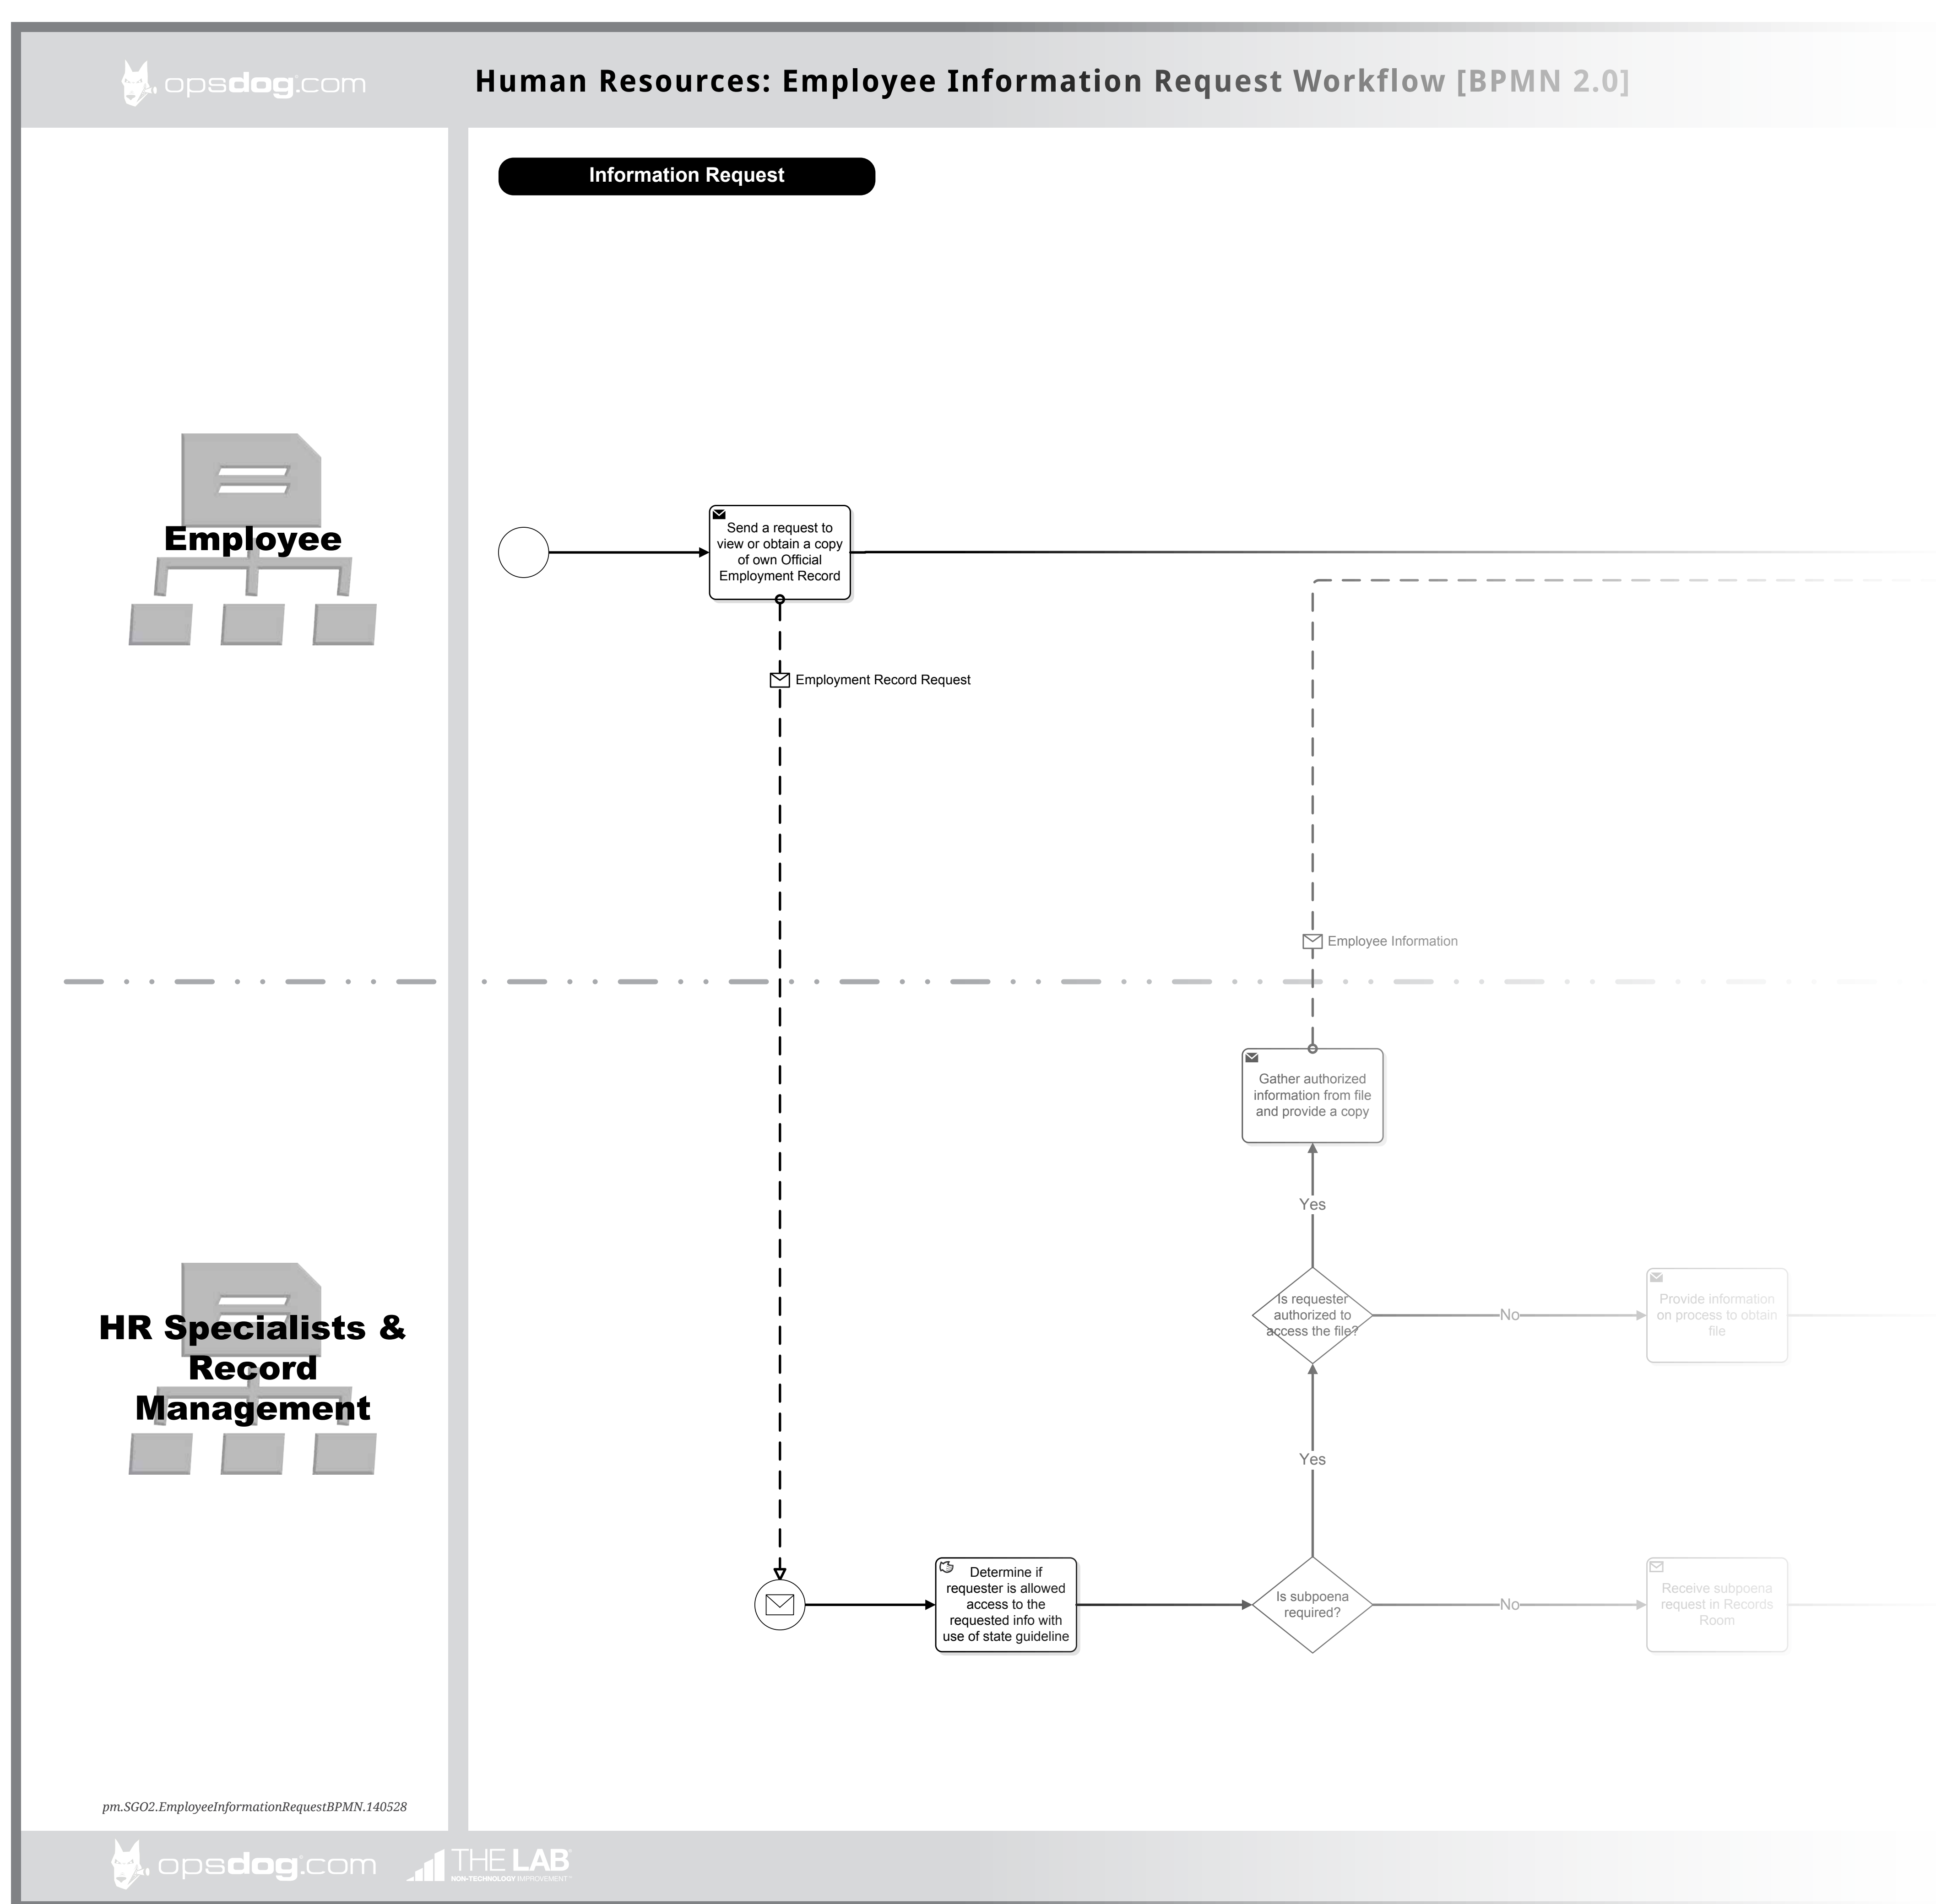 opsdog.com
Human Resources: Employee Information Request Workflow [BPMN 2.0]
Information Request
Employee
Send a request to
view or obtain a copy
of own Official
Employment Record
Employment Record Request
Employee Information
Gather authorized
information from file
and provide a copy
Yes
HR Specialists &
Record
Management
Is requester
authorized to
access the file?
No
Provide information
on process to obtain
file
Yes
Determine if
requester is allowed
access to the
requested info with
use of state guideline
Is subpoena
required?
No
Receive subpoena
request in Records
Room
pm.SGO2.EmployeeInformationRequestBPMN.140528
opsdog.com
THE LAB
NON-TECHNOLOGY IMPROVEMENT